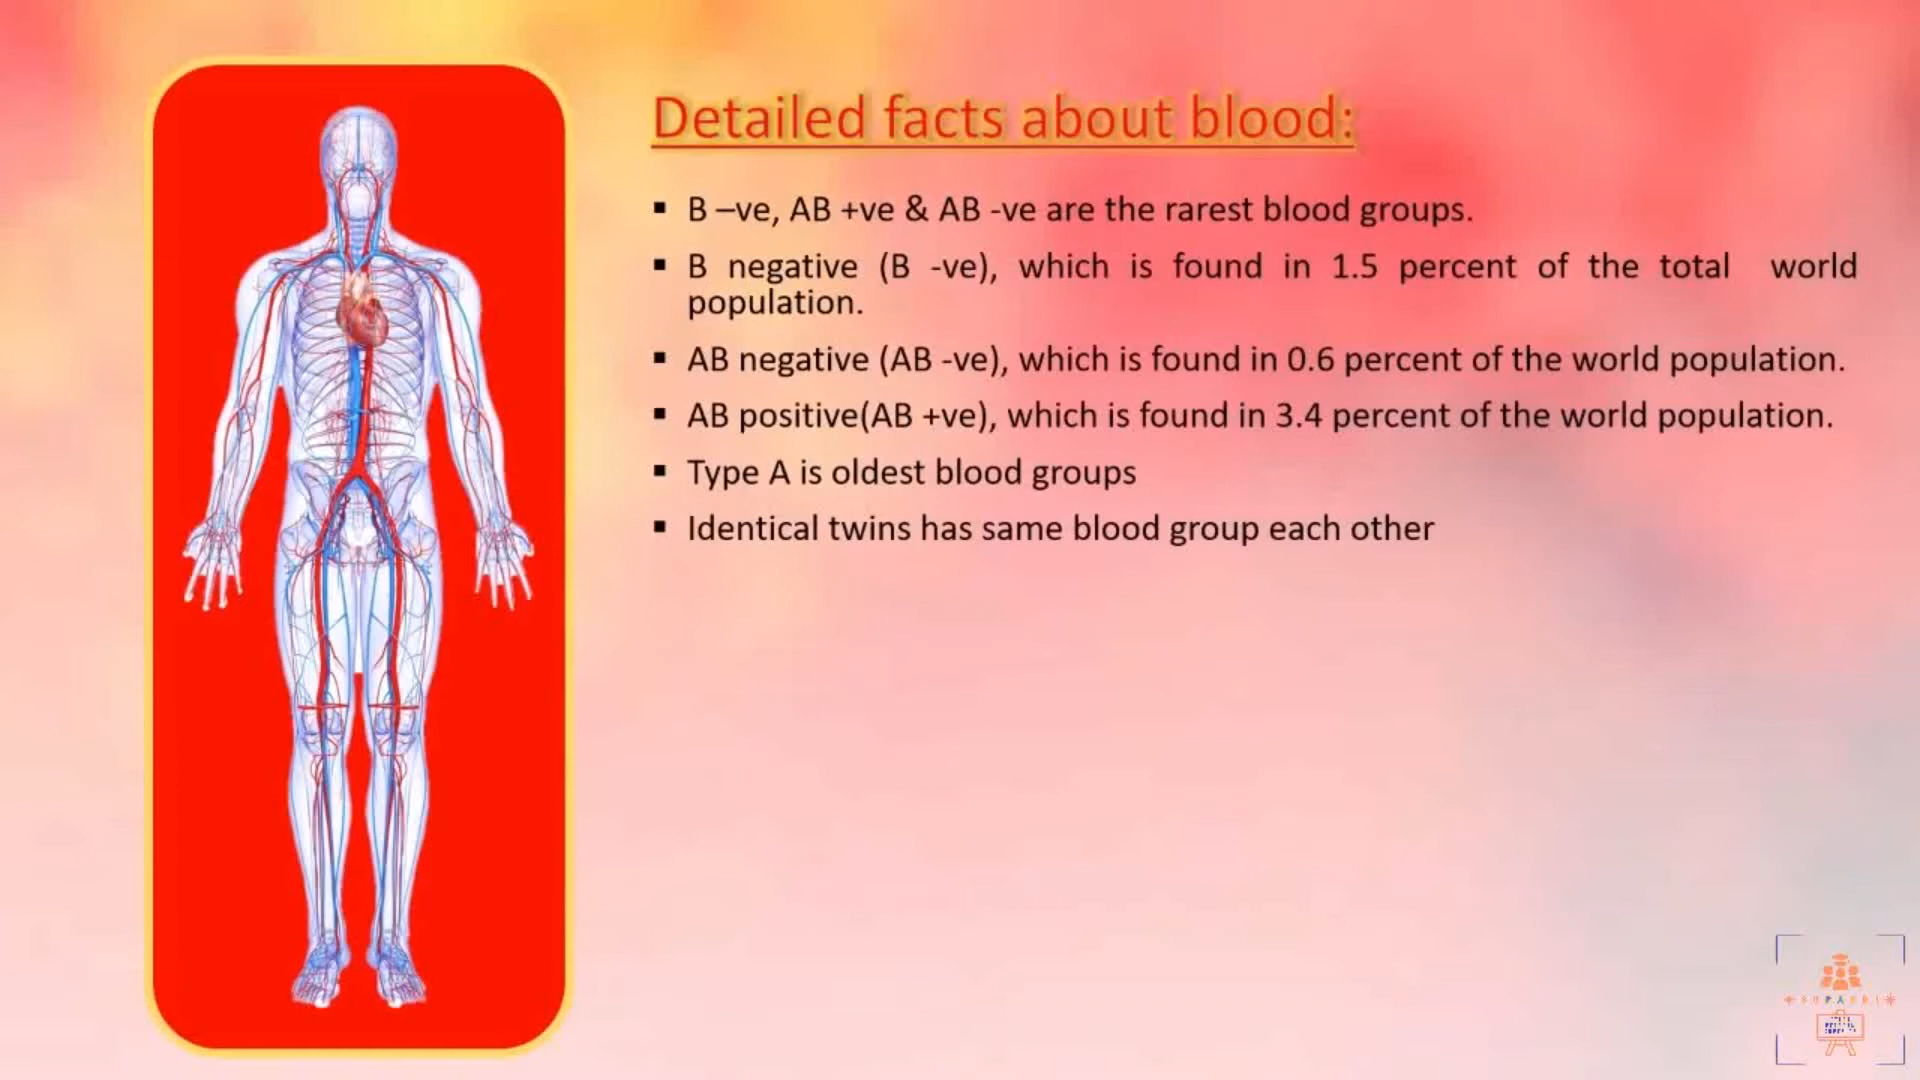 Detailed facts about blood:
▪ B –ve, AB +ve & AB -ve are the rarest blood groups.
▪ B negative (B -ve), which is found in 1.5 percent of the total world
population.
▪ AB negative (AB -ve), which is found in 0.6 percent of the world population.
▪ AB positive(AB +ve), which is found in 3.4 percent of the world population.
▪ Type A is oldest blood groups
▪ Identical twins has same blood group each other